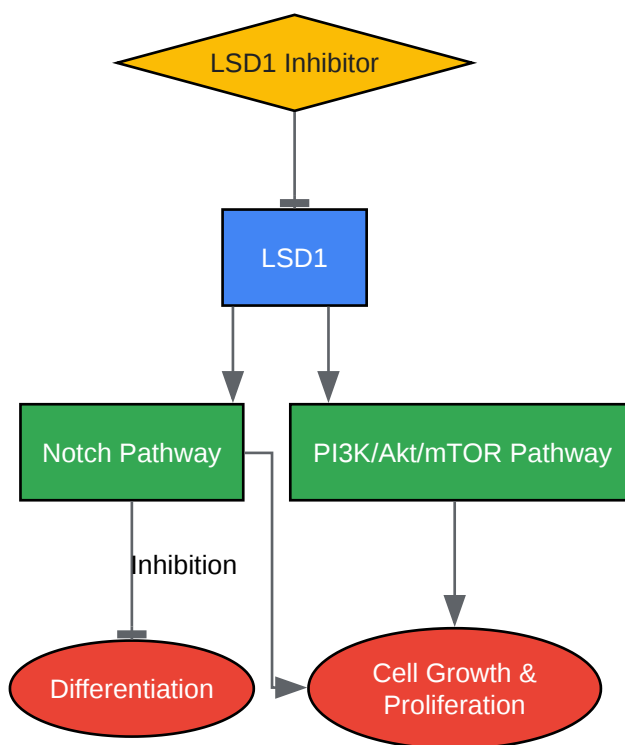 LSD1 Inhibitor
LSD1
Notch Pathway
PI3K/Akt/mTOR Pathway
Inhibition
Differentiation
Cell Growth &
Proliferation